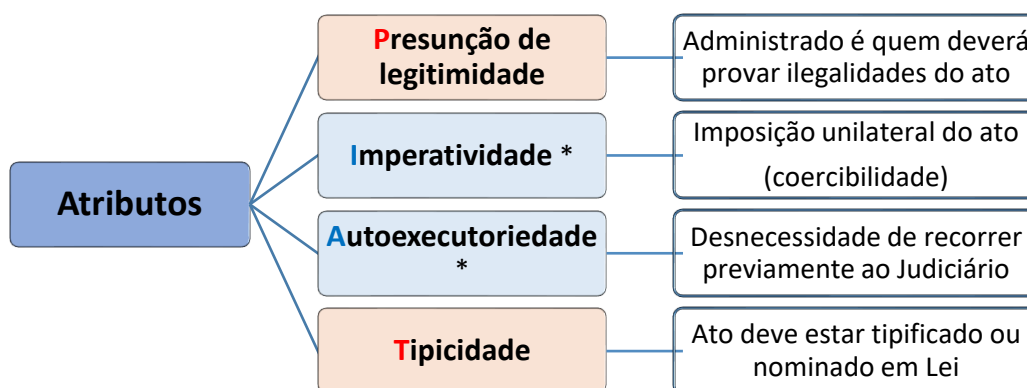 Atributos
Presunção de
legitimidade
Administrado é quem deverá
provar ilegalidades do ato
Imperatividade *
Imposição unilateral do ato
(coercibilidade)
Autoexecutoriedade
*
Desnecessidade de recorrer
previamente ao Judiciário
Tipicidade
Ato deve estar tipificado ou
nominado em Lei